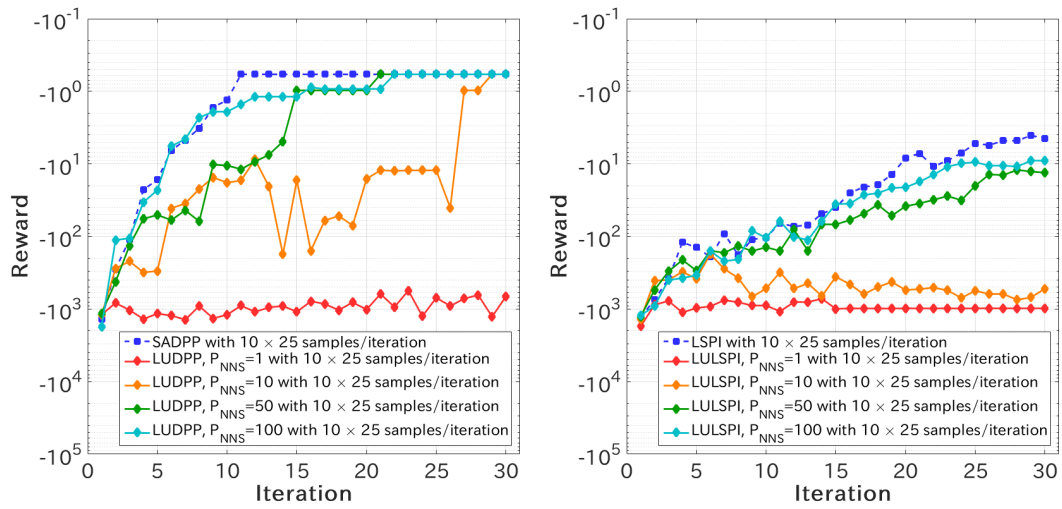 -10^-1
-10^0
-10^1
-10^2
-10^3
-10^4
-10^5
Reward
SADPP with 10 × 25 samples/iteration
LUDPP, P_NNS=1 with 10 × 25 samples/iteration
LUDPP, P_NNS=10 with 10 × 25 samples/iteration
LUDPP, P_NNS=50 with 10 × 25 samples/iteration
LUDPP, P_NNS=100 with 10 × 25 samples/iteration
0 5 10 15 20 25 30
Iteration
-10^-1
-10^0
-10^1
-10^2
-10^3
-10^4
-10^5
Reward
LSPI with 10 × 25 samples/iteration
LULSPI, P_NNS=1 with 10 × 25 samples/iteration
LULSPI, P_NNS=10 with 10 × 25 samples/iteration
LULSPI, P_NNS=50 with 10 × 25 samples/iteration
LULSPI, P_NNS=100 with 10 × 25 samples/iteration
0 5 10 15 20 25 30
Iteration